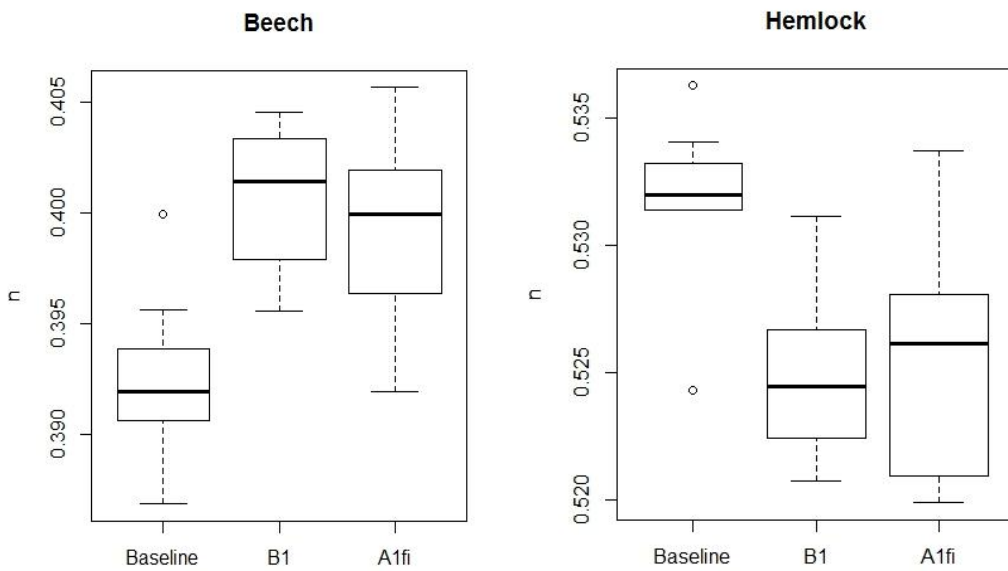 Beech
n
0.405
0.400
0.395
0.390
Baseline B1 A1fi
Hemlock
n
0.535
0.530
0.525
0.520
Baseline B1 A1fi